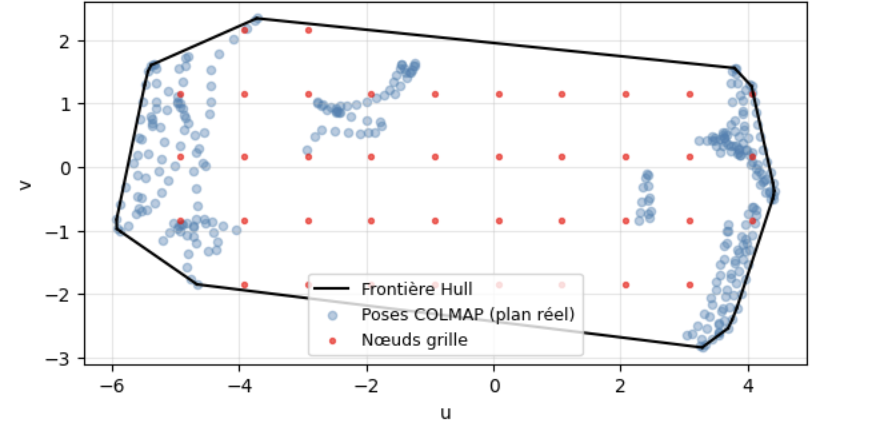 2
1
0
−1
−2
−3
v
−6
−4
−2
0
2
4
u
Frontière Hull
Poses COLMAP (plan réel)
Nœuds grille